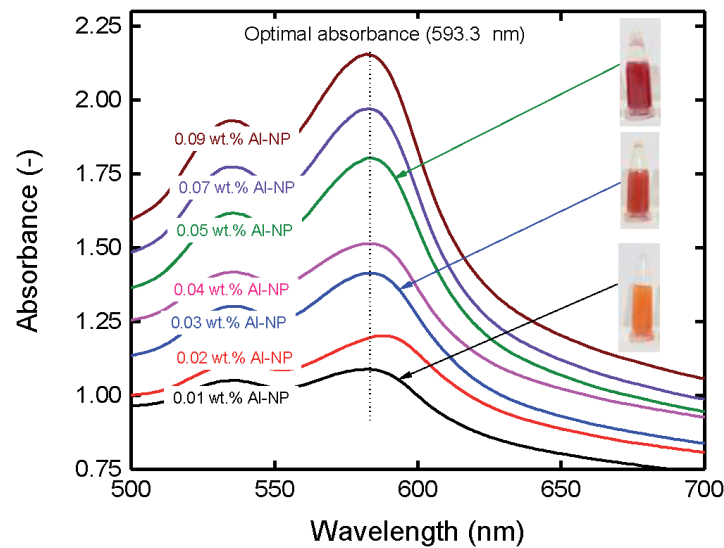 Optimal absorbance (593.3 nm)
2.25
2.00
1.75
1.50
1.25
1.00
0.75
Absorbance (-)
0.09 wt.% Al-NP
0.07 wt.% Al-NP
0.05 wt.% Al-NP
0.04 wt.% Al-NP
0.03 wt.% Al-NP
0.02 wt.% Al-NP
0.01 wt.% Al-NP
500 550 600 650 700
Wavelength (nm)